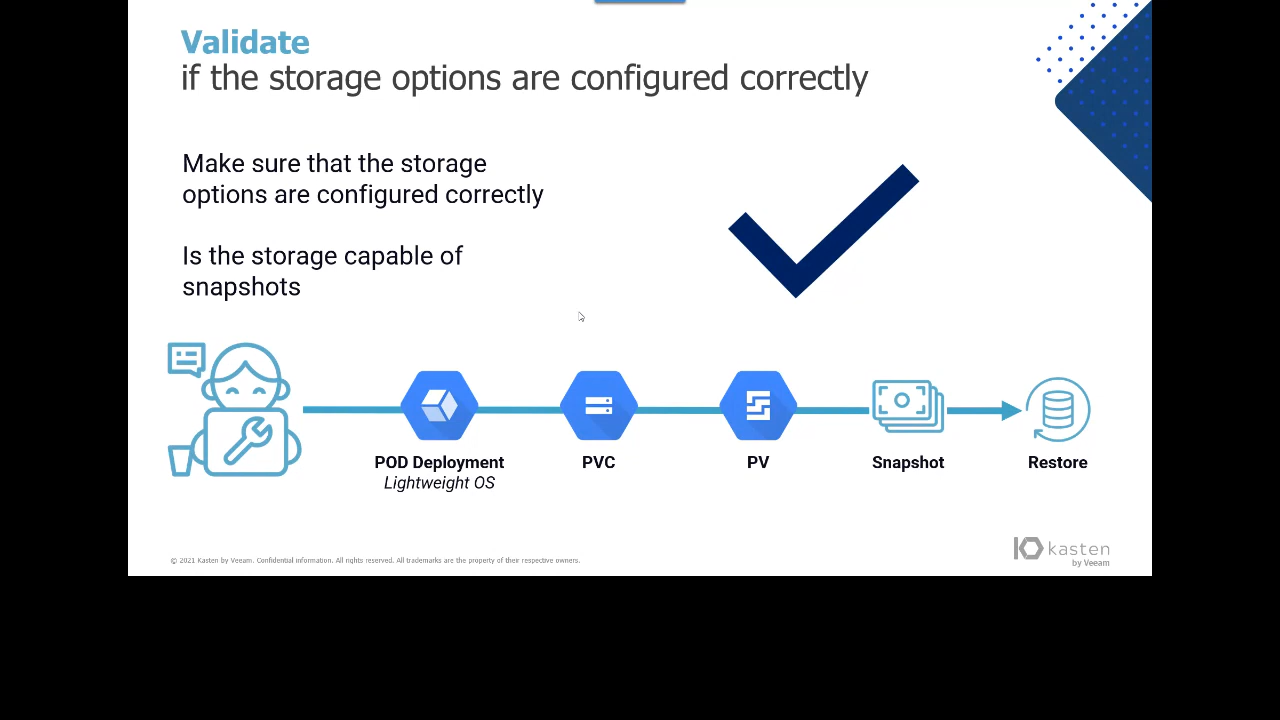 Validate
if the storage options are configured correctly
Make sure that the storage
options are configured correctly
Is the storage capable of
snapshots
POD Deployment
Lightweight OS
PVC
PV
Snapshot
Restore
© 2021 Kasten by Veeam. Confidential information. All rights reserved. All trademarks are the property of their respective owners.
kasten
by Veeam